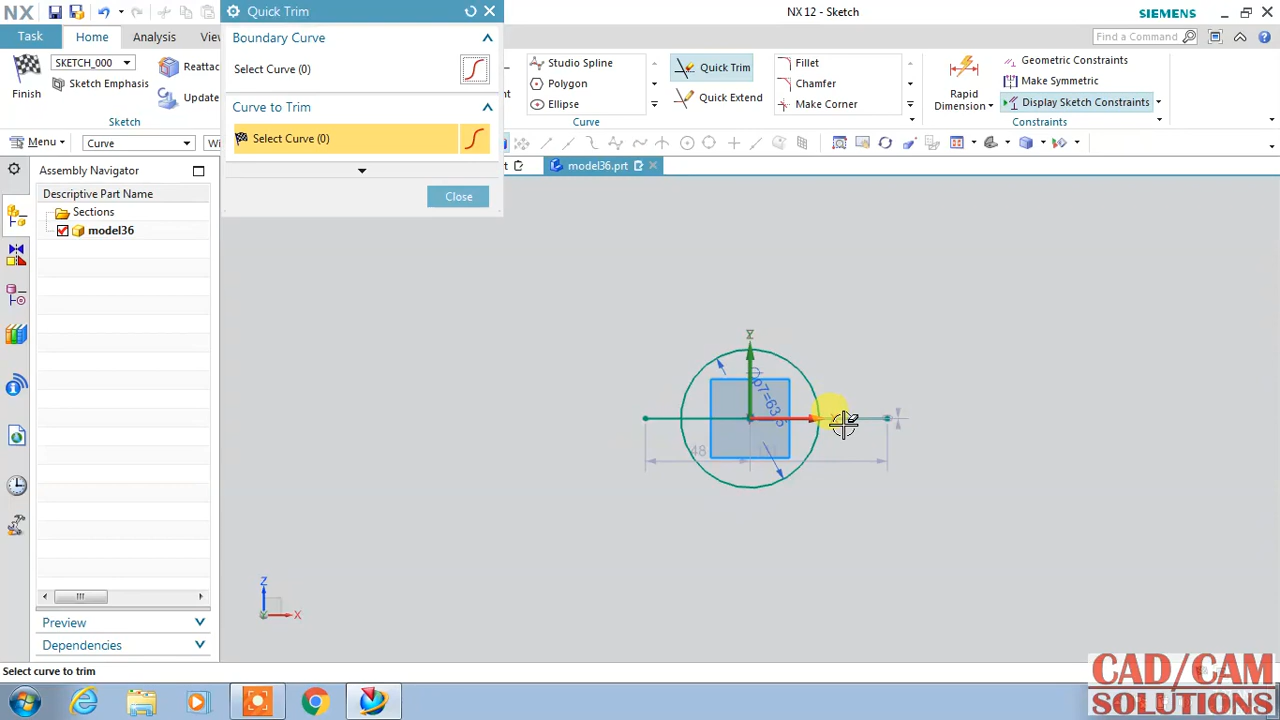 NX
Quick Trim
NX 12 - Sketch
SIEMENS
Task
Home
Analysis
Find a Command
Boundary Curve
SKETCH_000
Reattac
Select Curve (0)
Studio Spline
Quick Trim
Fillet
Geometric Constraints
Sketch Emphasis
Polygon
Chamfer
Make Symmetric
Finish
Update
Curve to Trim
Ellipse
Quick Extend
Make Corner
Rapid
Dimension
Display Sketch Constraints
Sketch
Curve
Constraints
Menu
Curve
Select Curve (0)
Assembly Navigator
model36.prt
Descriptive Part Name
Close
Sections
model36
48
Z
X
Preview
Dependencies
Select curve to trim
CAD/CAM
SOLUTIONS